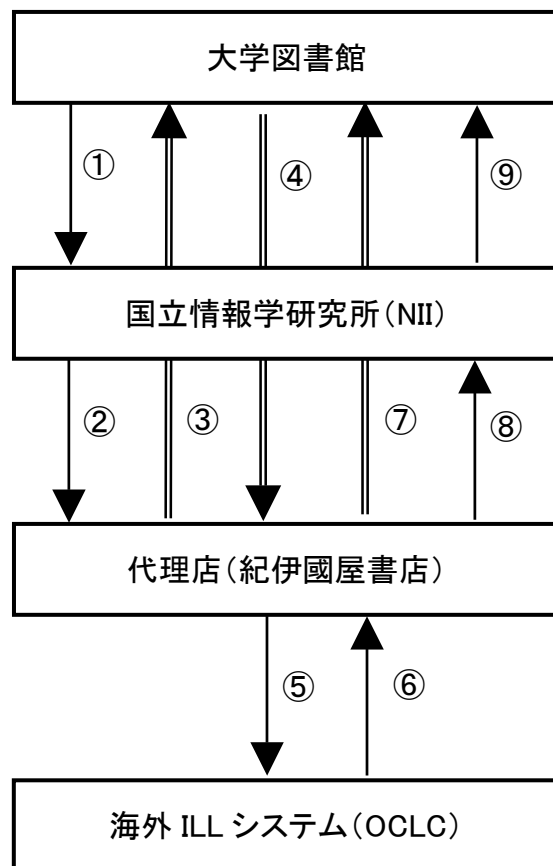 大学図書館
① ④ ⑨
国立情報学研究所(NII)
② ③ ⑦ ⑧
代理店(紀伊國屋書店)
⑤ ⑥
海外 ILL システム(OCLC)